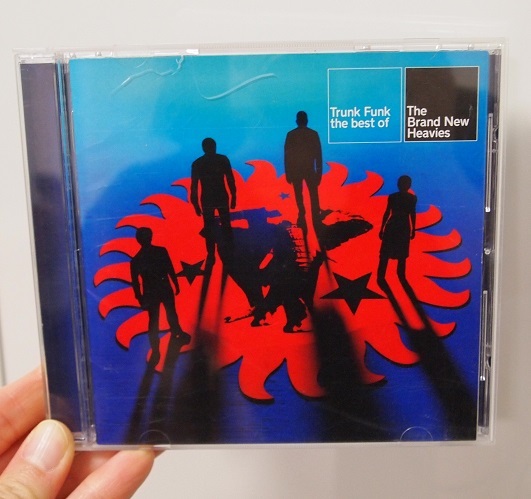 Trunk Funk
the best of
The
Brand New
Heavies